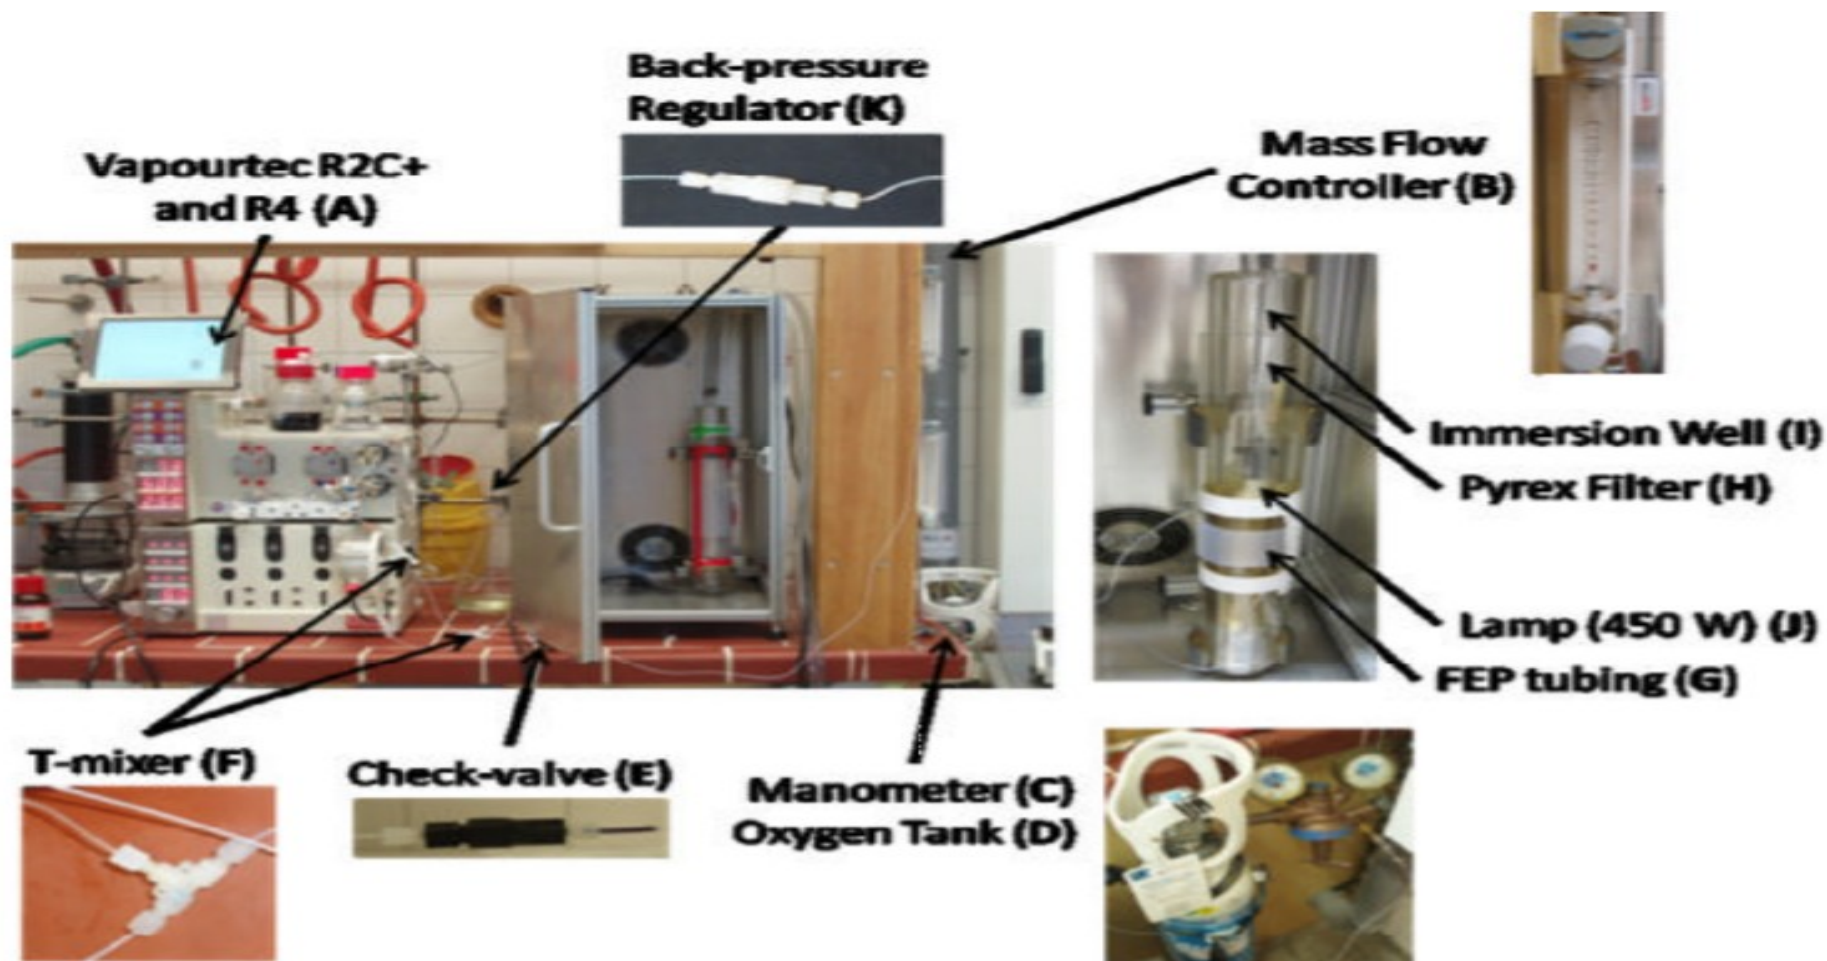 Back-pressure
Regulator (K)
Vapourtec R2C+
and R4 (A)
Mass Flow
Controller (B)
Immersion Well (I)
Pyrex Filter (H)
Lamp (450 W) (J)
FEP tubing (G)
T-mixer (F)
Check-valve (E)
Manometer (C)
Oxygen Tank (D)